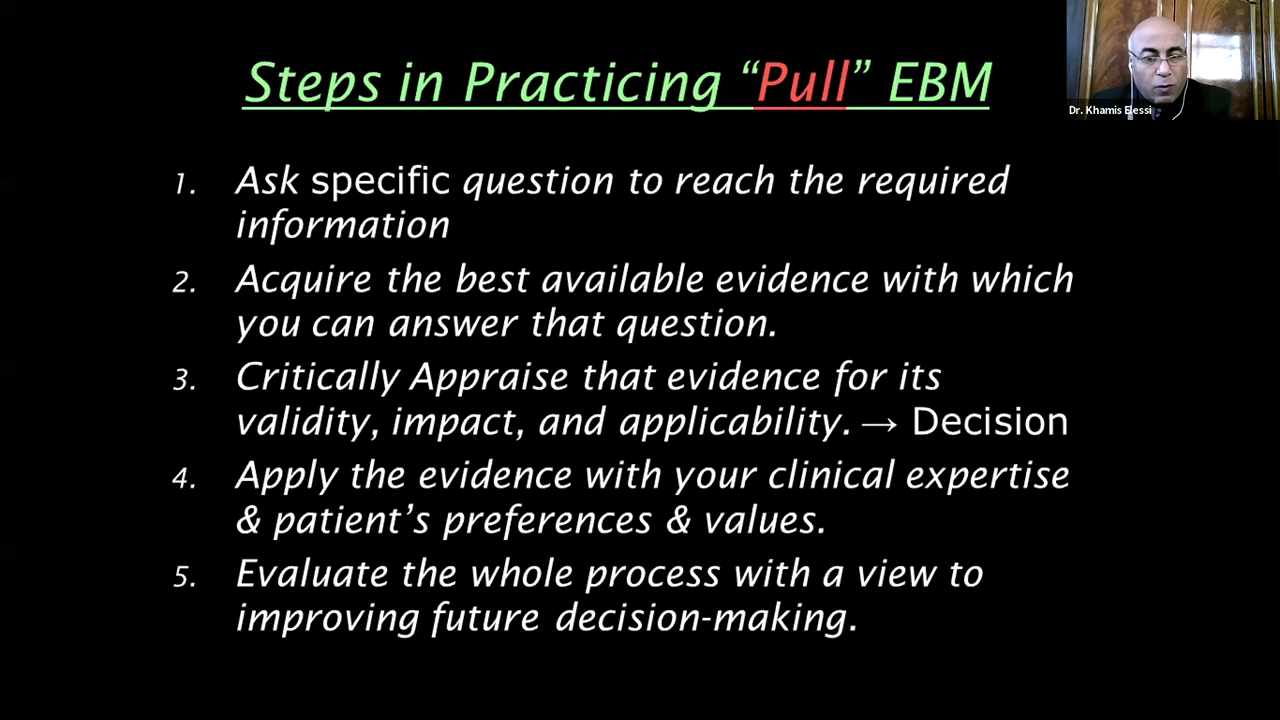 Steps in Practicing “Pull” EBM
Dr. Khamis Elessi
1. Ask specific question to reach the required
information
2. Acquire the best available evidence with which
you can answer that question.
3. Critically Appraise that evidence for its
validity, impact, and applicability. → Decision
4. Apply the evidence with your clinical expertise
& patient’s preferences & values.
5. Evaluate the whole process with a view to
improving future decision-making.